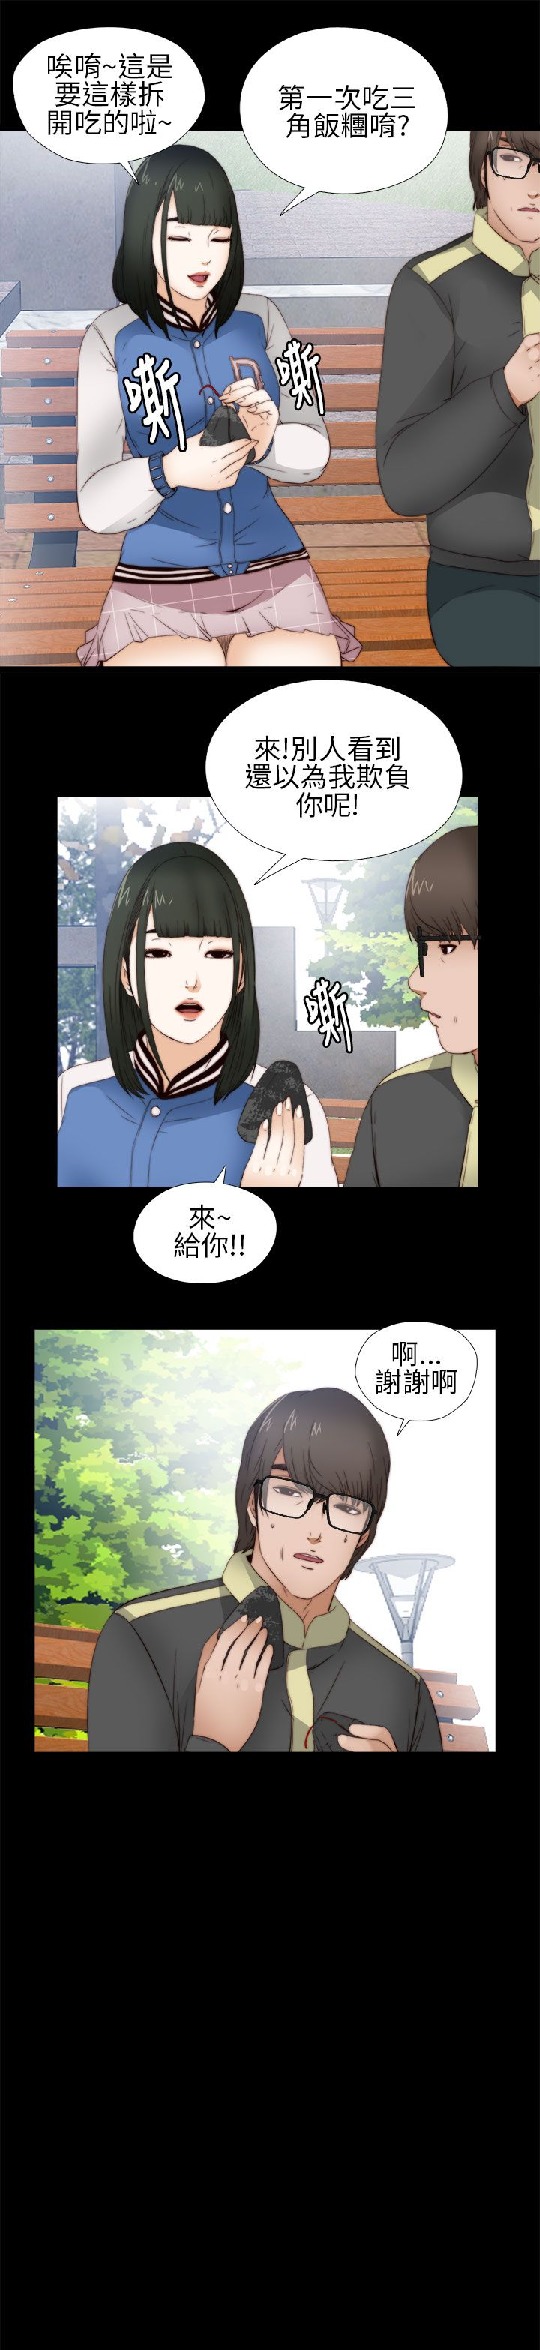 唉唷~這是
要這樣拆
開吃的啦~
第一次吃三
角飯糰唷?
嘶
嘶
來!別人看到
還以為我欺負
你呢!
嘶
來~
給你!!
啊...
謝謝啊